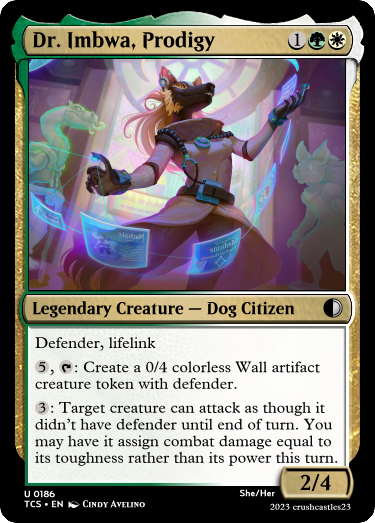 Dr. Imbwa, Prodigy 1
Defender, lifelink
Legendary Creature — Dog Citizen
5, : Create a 0/4 colorless Wall artifact
creature token with defender.
3: Target creature can attack as though it
didn't have defender until end of turn. You
may have it assign combat damage equal to
its toughness rather than its power this turn.
2/4
U 0186
She/Her
TCS • EN Cindy Avelino
2023 crushcastles23